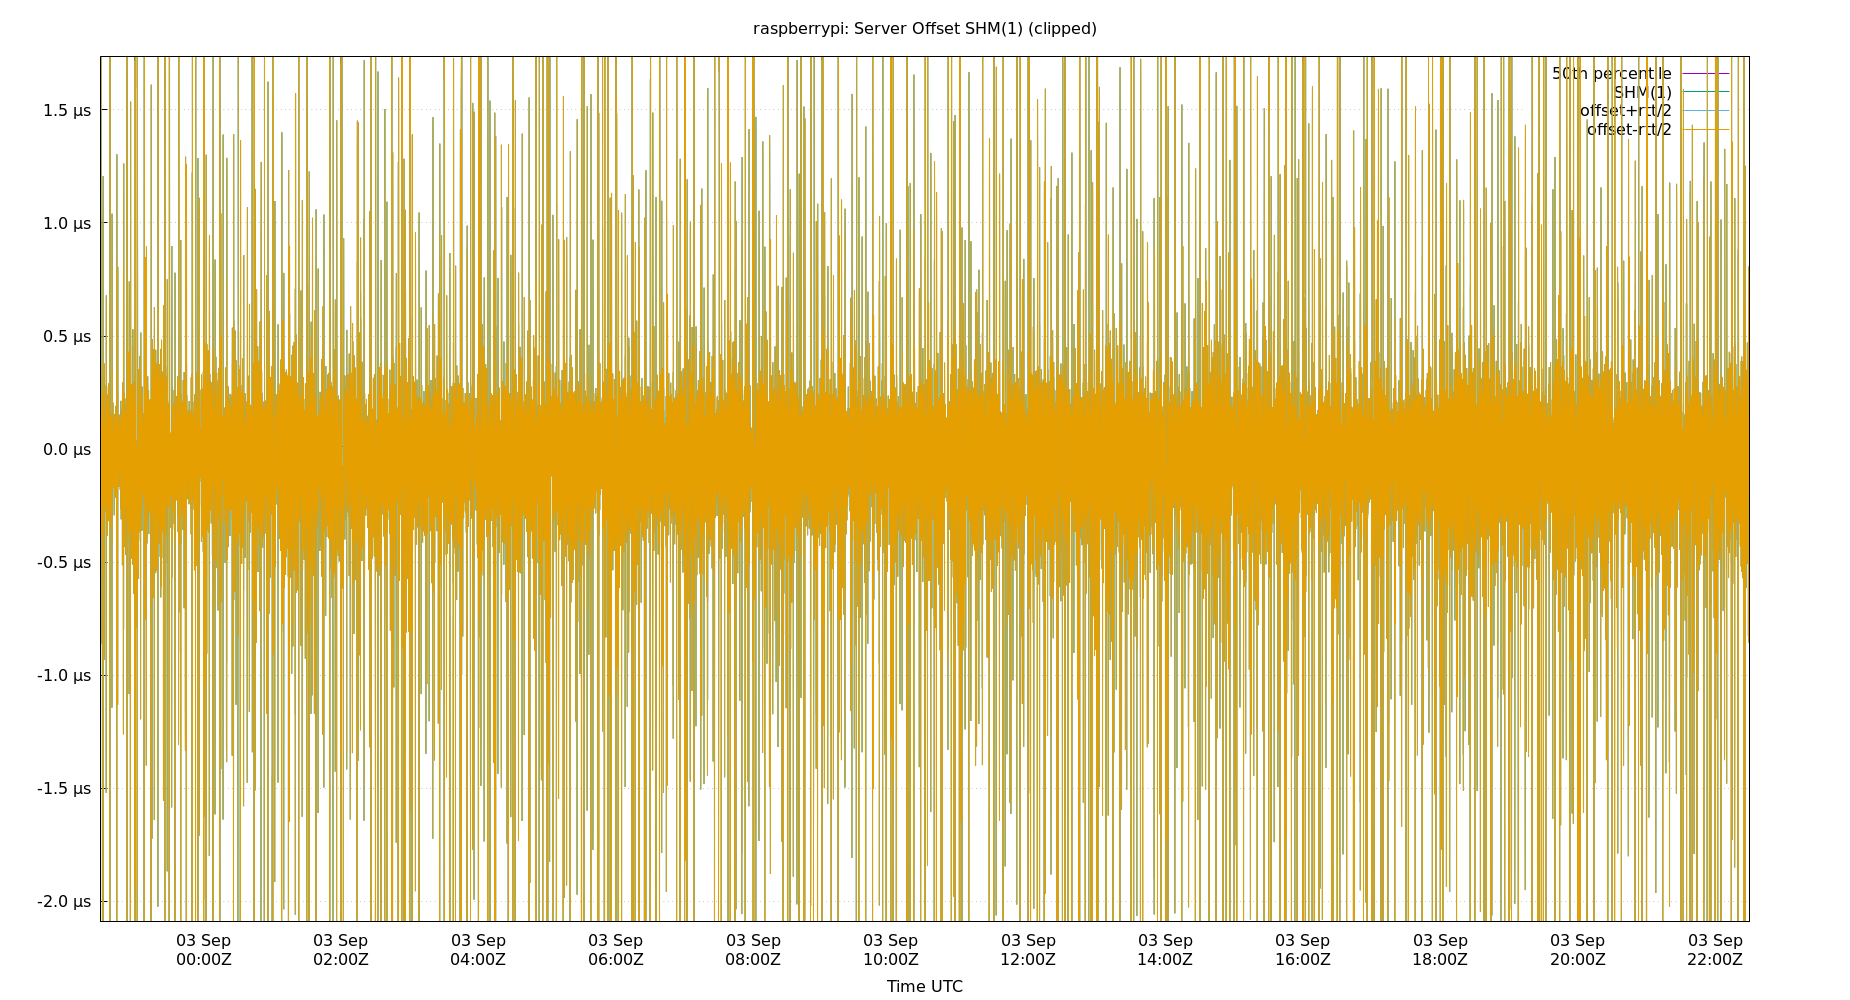 raspberrypi: Server Offset SHM(1) (clipped)
50th percentile
SHM(1)
offset+rtt/2
offset-rtt/2
1.5 µs
1.0 µs
0.5 µs
0.0 µs
-0.5 µs
-1.0 µs
-1.5 µs
-2.0 µs
03 Sep 03 Sep 03 Sep 03 Sep 03 Sep 03 Sep 03 Sep 03 Sep 03 Sep 03 Sep 03 Sep 03 Sep
00:00Z 02:00Z 04:00Z 06:00Z 08:00Z 10:00Z 12:00Z 14:00Z 16:00Z 18:00Z 20:00Z 22:00Z
Time UTC